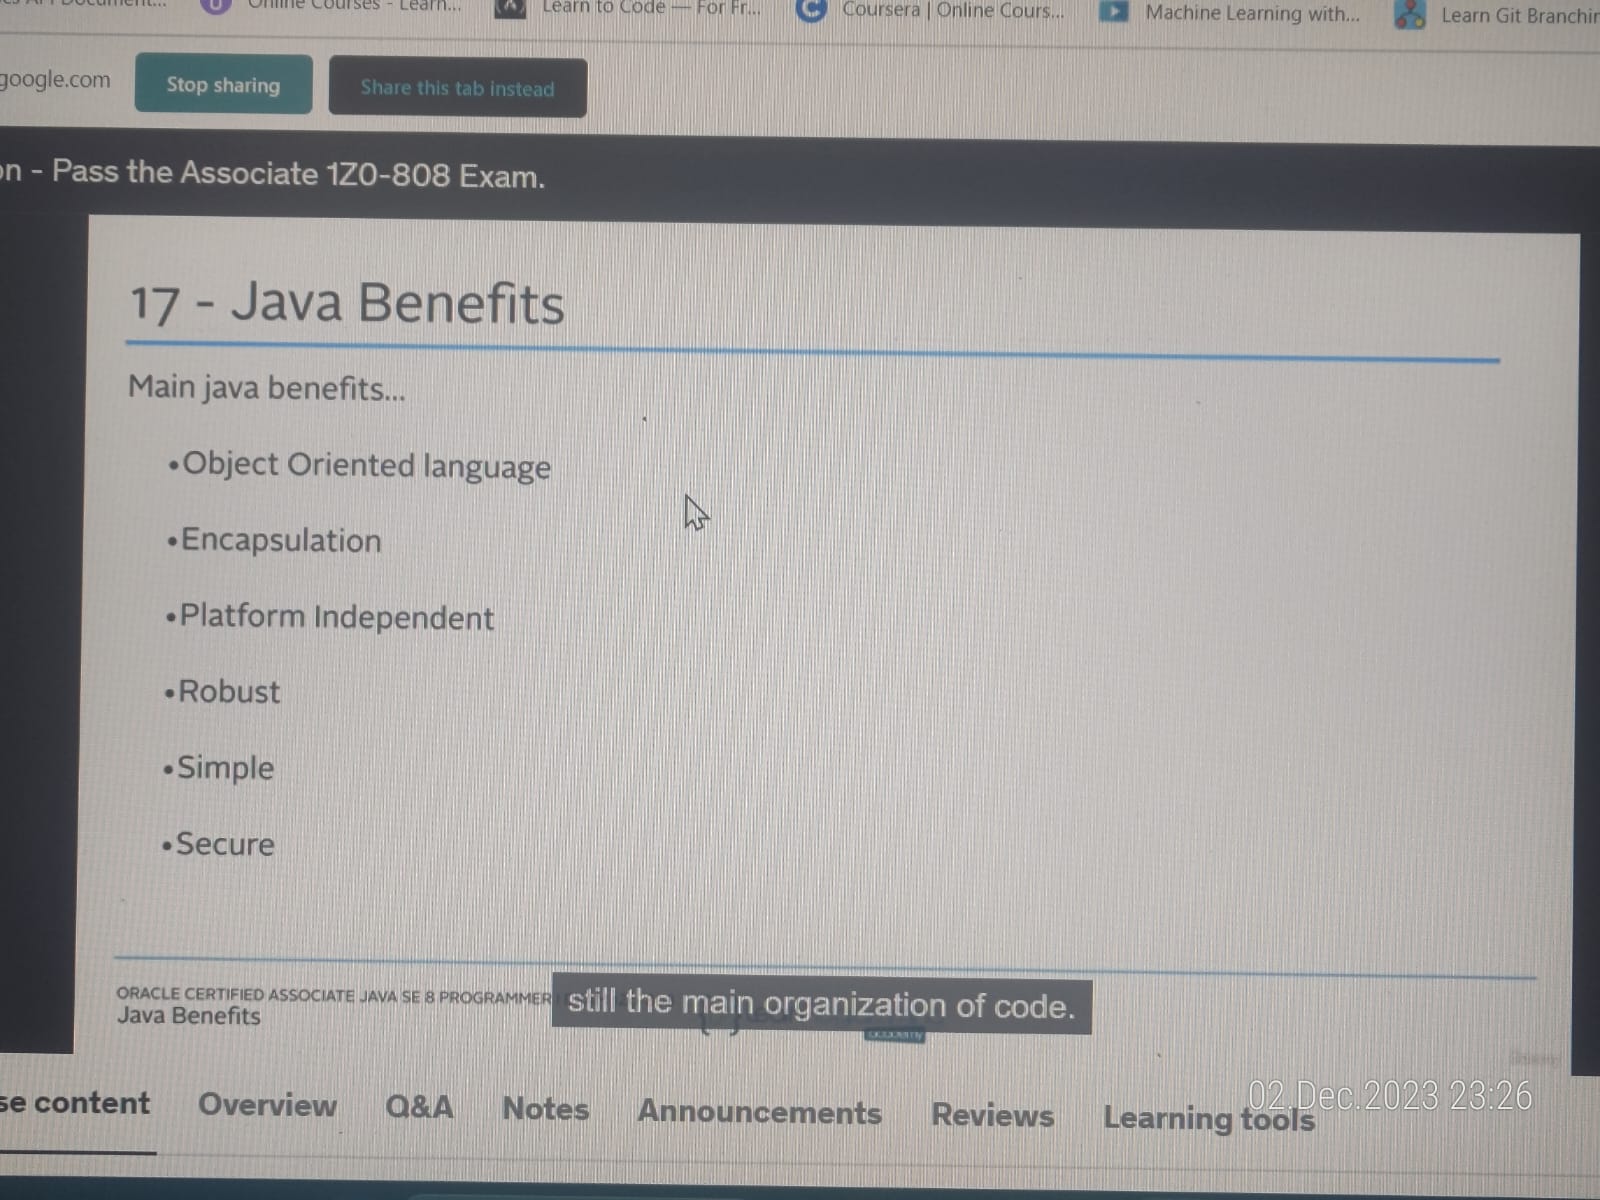 Online Courses - Learn...
Learn to Code — For Fr...
Coursera | Online Cours...
Machine Learning with...
Learn Git Branchin
google.com
Stop sharing
Share this tab instead
on - Pass the Associate 1Z0-808 Exam.
17 - Java Benefits
Main java benefits...
•Object Oriented language
•Encapsulation
•Platform Independent
•Robust
•Simple
•Secure
ORACLE CERTIFIED ASSOCIATE JAVA SE 8 PROGRAMMER
Java Benefits
still the main organization of code.
se content
Overview
Q&A
Notes
Announcements
Reviews
Learning tools
02.Dec.2023 23:26